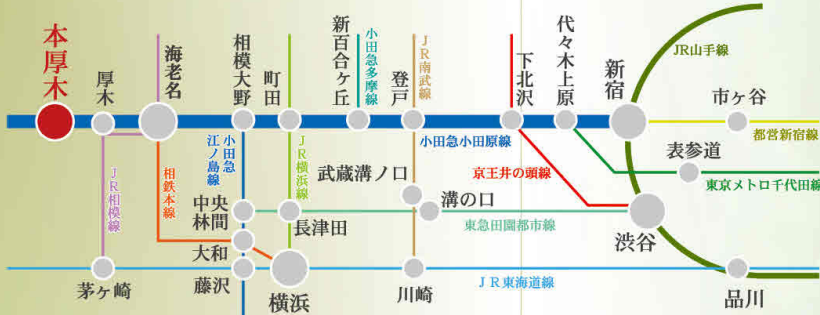 本厚木
厚木
海老名
相模大野
町田
新百合ヶ丘
小田急多摩線
登戸
JR南武線
下北沢
代々木上原
新宿
JR山手線
市ヶ谷
都営新宿線
小田急小田原線
小田急
江ノ島線
JR横浜線
武蔵溝ノ口
京王井の頭線
表参道
東京メトロ千代田線
JR相模線
相鉄本線
中央
林間
長津田
溝の口
東急田園都市線
渋谷
大和
茅ヶ崎
藤沢
横浜
川崎
JR東海道線
品川